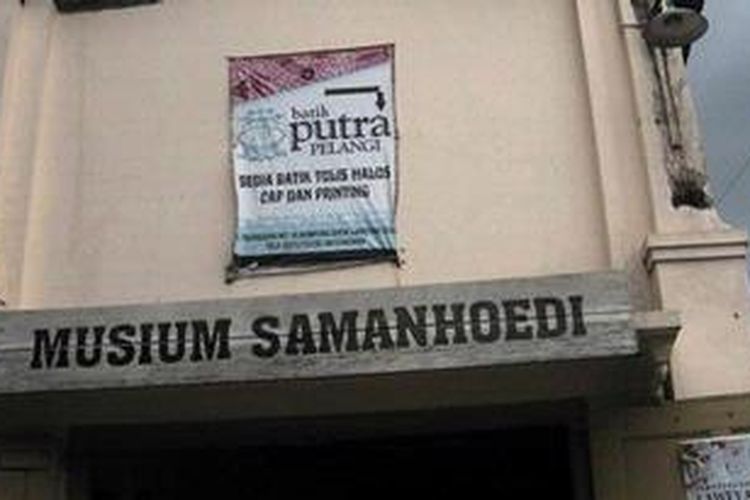 batik
putra
PELANGI
SEDIA BATIK TULIS HALUS
CAP DAN PRINTING
MUSIUM SAMANHOEDI